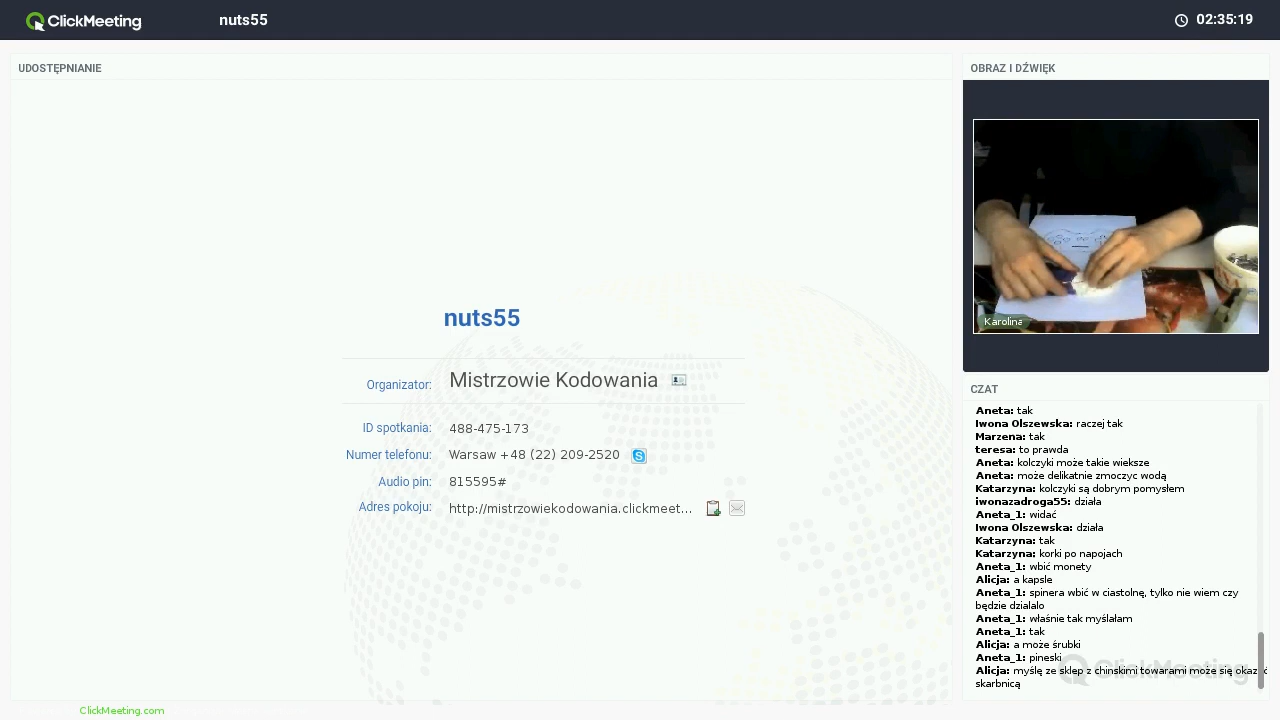 ClickMeeting
nuts55
02:35:19
UDOSTĘPNIANIE
OBRAZ I DŹWIĘK
Karolina
nuts55
Organizator: Mistrzowie Kodowania
ID spotkania: 488-475-173
Numer telefonu: Warsaw +48 (22) 209-2520
Audio pin: 815595#
Adres pokoju: http://mistrzowiekodowania.clickmeet...
CZAT
Aneta: tak
Iwona Olszewska: raczej tak
Marzena: tak
teresa: to prawda
Aneta: kolczyki może takie wieksze
Aneta: może delikatnie zmoczyc wodą
Katarzyna: kolczyki są dobrym pomysłem
iwonazadroga55: działa
Aneta_1: widać
Iwona Olszewska: działa
Katarzyna: tak
Katarzyna: korki po napojach
Aneta_1: wbić monety
Alicja: a kapsle
Aneta_1: spinera wbić w ciastolnę, tylko nie wiem czy
będzie dzialalo
Aneta_1: właśnie tak myślałam
Aneta_1: tak
Alicja: a może śrubki
Aneta_1: pineski
Alicja: myślę ze sklep z chinskimi towarami może się okazać
skarbnicą
ClickMeeting
ClickMeeting.com